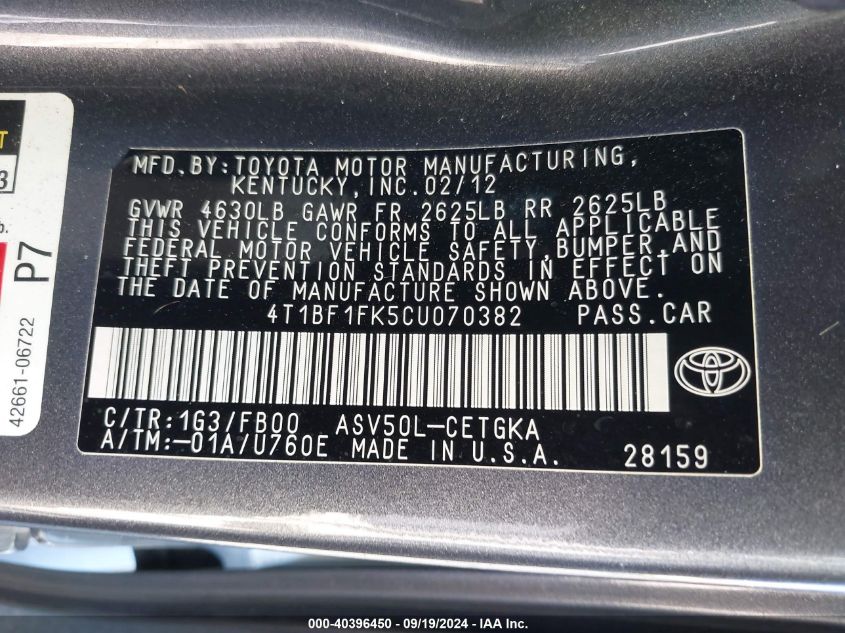 MFD. BY: TOYOTA MOTOR MANUFACTURING,
KENTUCKY, INC. 02/12
GVWR 4630LB GAWR FR 2625LB RR 2625LB
THIS VEHICLE CONFORMS TO ALL APPLICABLE
FEDERAL MOTOR VEHICLE SAFETY, BUMPER, AND
THEFT PREVENTION STANDARDS IN EFFECT ON
THE DATE OF MANUFACTURE SHOWN ABOVE.
4T1BF1FK5CU070382 PASS. CAR
C/TR: 1G3/FB00 ASV50L-CETGKA
A/TM: -01A/U760E MADE IN U.S.A. 28159
P7
42661-06722
000-40396450 - 09/19/2024 - IAA Inc.